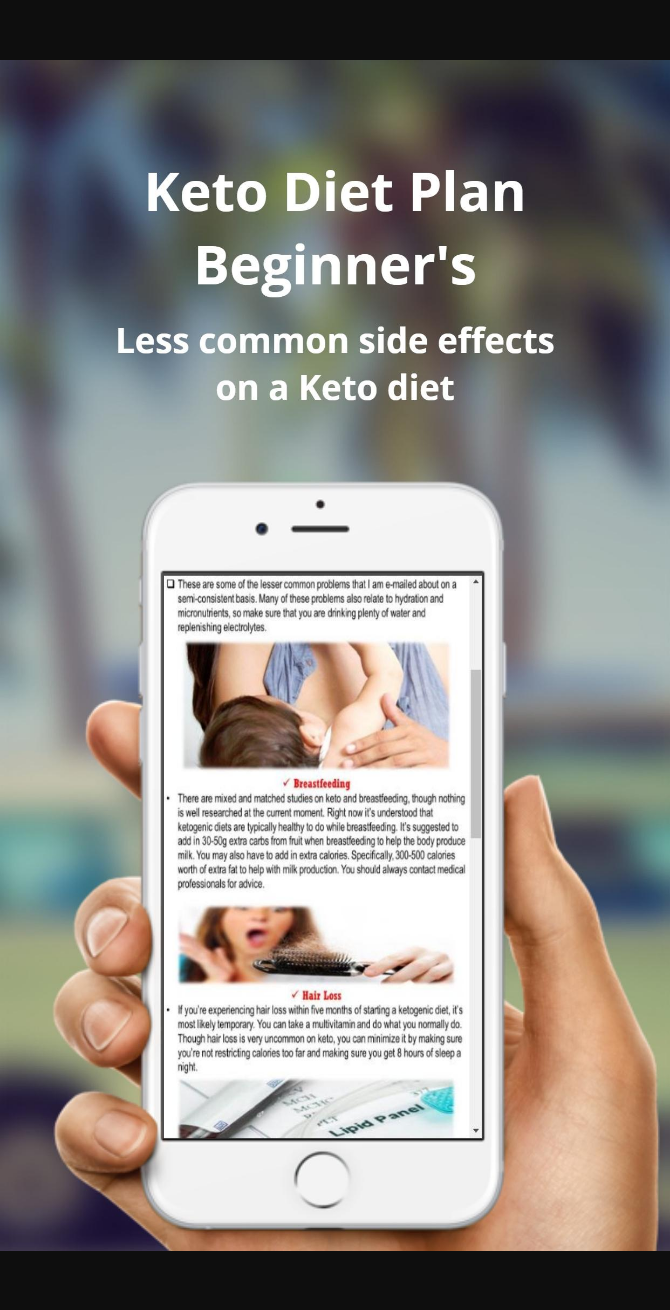 Keto Diet Plan
Beginner's
Less common side effects
on a Keto diet
❑ These are some of the lesser common problems that I am e-mailed about on a
semi-consistent basis. Many of these problems also relate to hydration and
micronutrients, so make sure that you are drinking plenty of water and
replenishing electrolytes.
✓ Breastfeeding
• There are mixed and matched studies on keto and breastfeeding, though nothing
is well researched at the current moment. Right now it's understood that
ketogenic diets are typically healthy to do while breastfeeding. It's suggested to
add in 30-50g extra carbs from fruit when breastfeeding to help the body produce
milk. You may also have to add in extra calories. Specifically, 300-500 calories
worth of extra fat to help with milk production. You should always contact medical
professionals for advice.
✓ Hair Loss
• If you're experiencing hair loss within five months of starting a ketogenic diet, it's
most likely temporary. You can take a multivitamin and do what you normally do.
Though hair loss is very uncommon on keto, you can minimize it by making sure
you're not restricting calories too far and making sure you get 8 hours of sleep a
night.
MCH
MCHC
Lipid Panel